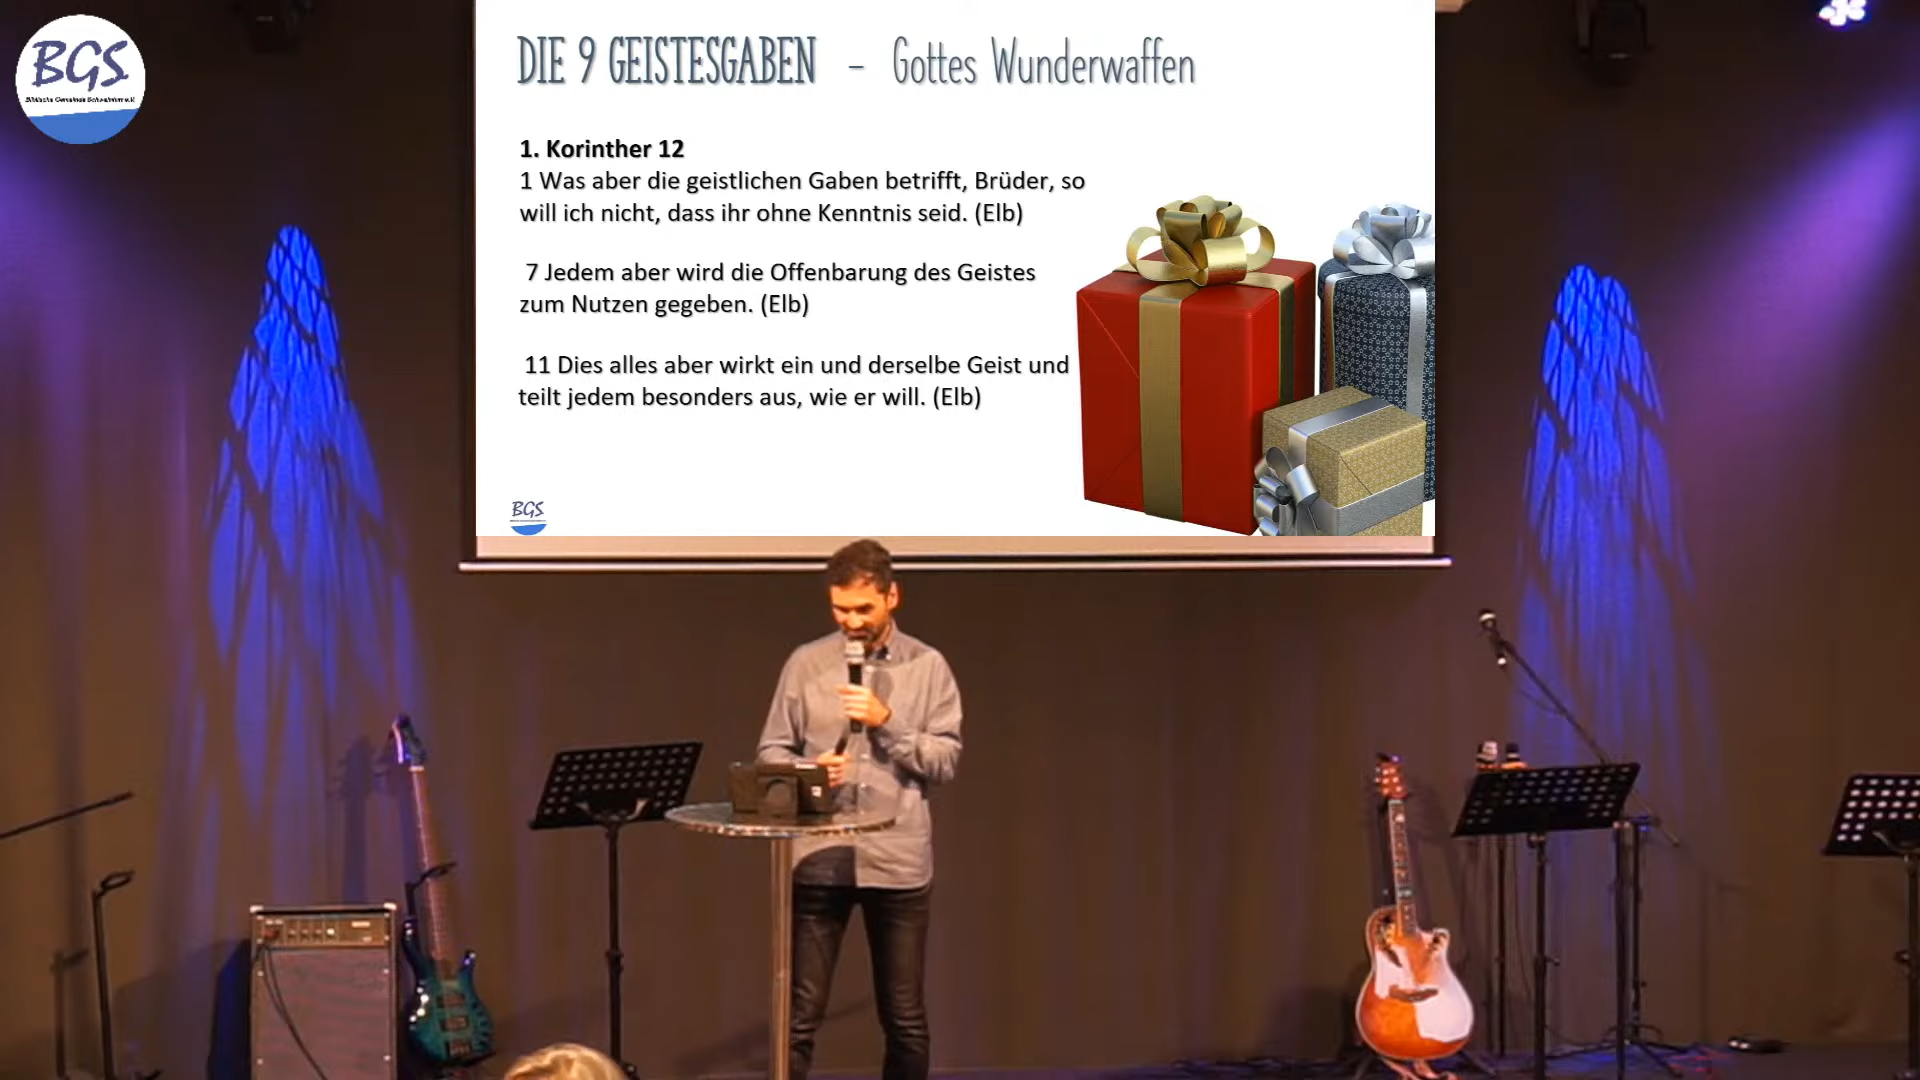 BGS
Biblische Gemeinde Schweinfurt e.V.
DIE 9 GEISTESGABEN – Gottes Wunderwaffen
1. Korinther 12
1 Was aber die geistlichen Gaben betrifft, Brüder, so
will ich nicht, dass ihr ohne Kenntnis seid. (Elb)
7 Jedem aber wird die Offenbarung des Geistes
zum Nutzen gegeben. (Elb)
11 Dies alles aber wirkt ein und derselbe Geist und
teilt jedem besonders aus, wie er will. (Elb)
BGS